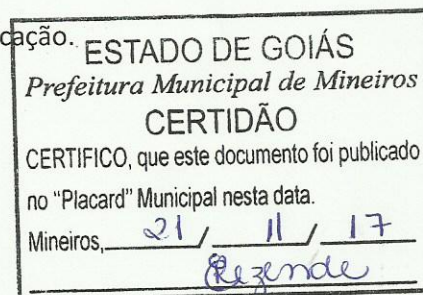 cação.
ESTADO DE GOIÁS
Prefeitura Municipal de Mineiros
CERTIDÃO
CERTIFICO, que este documento foi publicado
no "Placard" Municipal nesta data.
Mineiros, 21 / 11 / 17
Rezende